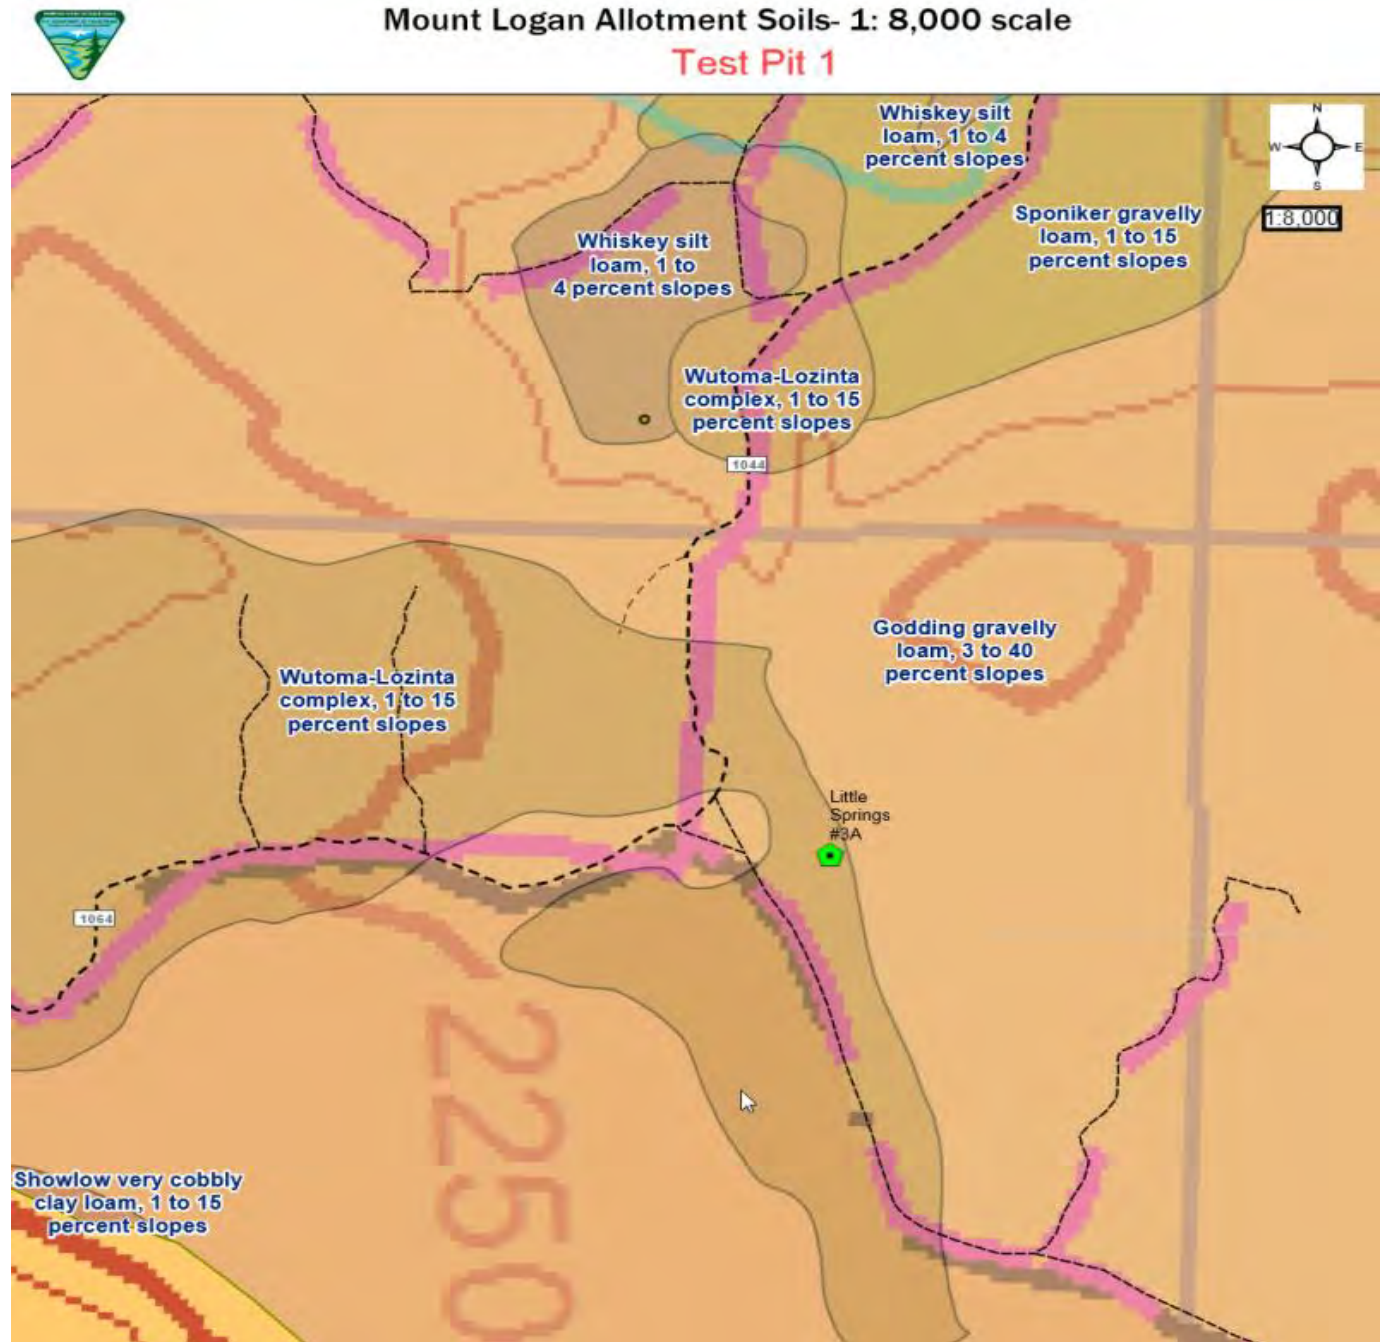 Mount Logan Allotment Soils- 1: 8,000 scale
Test Pit 1
Whiskey silt
loam, 1 to 4
percent slopes
N
W
E
S
1:8,000
Sponiker gravelly
loam, 1 to 15
percent slopes
Whiskey silt
loam, 1 to
4 percent slopes
Wutoma-Lozinta
complex, 1 to 15
percent slopes
1044
Godding gravelly
loam, 3 to 40
percent slopes
Wutoma-Lozinta
complex, 1 to 15
percent slopes
Little
Springs
#3A
1064
2250
Showlow very cobbly
clay loam, 1 to 15
percent slopes